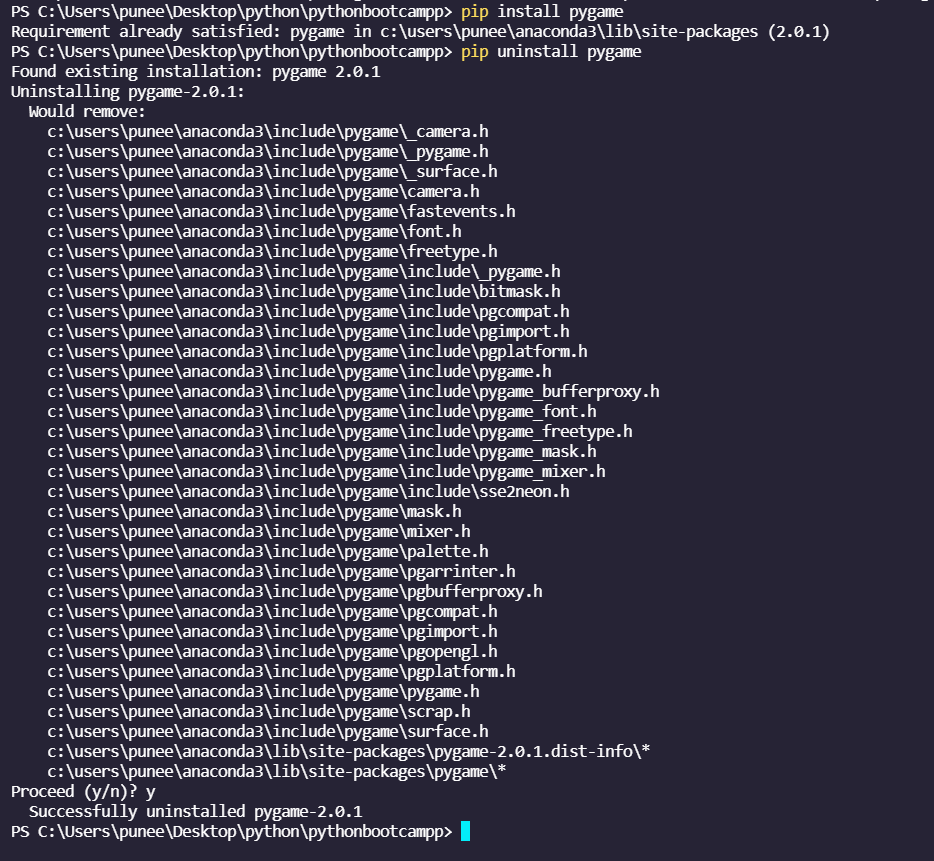 PS C:\Users\punee\Desktop\python\pythonbootcampp> pip install pygame
Requirement already satisfied: pygame in c:\users\punee\anaconda3\lib\site-packages (2.0.1)
PS C:\Users\punee\Desktop\python\pythonbootcampp> pip uninstall pygame
Found existing installation: pygame 2.0.1
Uninstalling pygame-2.0.1:
  Would remove:
    c:\users\punee\anaconda3\include\pygame\_camera.h
    c:\users\punee\anaconda3\include\pygame\_pygame.h
    c:\users\punee\anaconda3\include\pygame\_surface.h
    c:\users\punee\anaconda3\include\pygame\camera.h
    c:\users\punee\anaconda3\include\pygame\fastevents.h
    c:\users\punee\anaconda3\include\pygame\font.h
    c:\users\punee\anaconda3\include\pygame\freetype.h
    c:\users\punee\anaconda3\include\pygame\include\_pygame.h
    c:\users\punee\anaconda3\include\pygame\include\bitmask.h
    c:\users\punee\anaconda3\include\pygame\include\pgcompat.h
    c:\users\punee\anaconda3\include\pygame\include\pgimport.h
    c:\users\punee\anaconda3\include\pygame\include\pgplatform.h
    c:\users\punee\anaconda3\include\pygame\include\pygame.h
    c:\users\punee\anaconda3\include\pygame\include\pygame_bufferproxy.h
    c:\users\punee\anaconda3\include\pygame\include\pygame_font.h
    c:\users\punee\anaconda3\include\pygame\include\pygame_freetype.h
    c:\users\punee\anaconda3\include\pygame\include\pygame_mask.h
    c:\users\punee\anaconda3\include\pygame\include\pygame_mixer.h
    c:\users\punee\anaconda3\include\pygame\include\sse2neon.h
    c:\users\punee\anaconda3\include\pygame\mask.h
    c:\users\punee\anaconda3\include\pygame\mixer.h
    c:\users\punee\anaconda3\include\pygame\palette.h
    c:\users\punee\anaconda3\include\pygame\pgarrinter.h
    c:\users\punee\anaconda3\include\pygame\pgbufferproxy.h
    c:\users\punee\anaconda3\include\pygame\pgcompat.h
    c:\users\punee\anaconda3\include\pygame\pgimport.h
    c:\users\punee\anaconda3\include\pygame\pgopengl.h
    c:\users\punee\anaconda3\include\pygame\pgplatform.h
    c:\users\punee\anaconda3\include\pygame\pygame.h
    c:\users\punee\anaconda3\include\pygame\scrap.h
    c:\users\punee\anaconda3\include\pygame\surface.h
    c:\users\punee\anaconda3\lib\site-packages\pygame-2.0.1.dist-info\*
    c:\users\punee\anaconda3\lib\site-packages\pygame\*
Proceed (y/n)? y
  Successfully uninstalled pygame-2.0.1
PS C:\Users\punee\Desktop\python\pythonbootcampp>